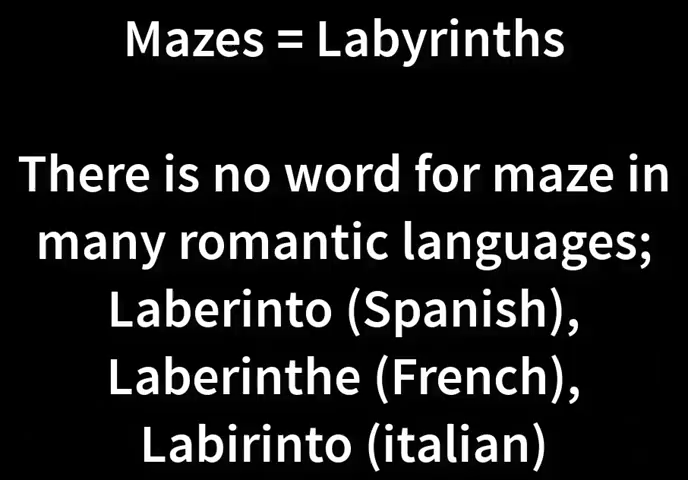 Mazes = Labyrinths
There is no word for maze in
many romantic languages;
Laberinto (Spanish),
Laberinthe (French),
Labirinto (italian)